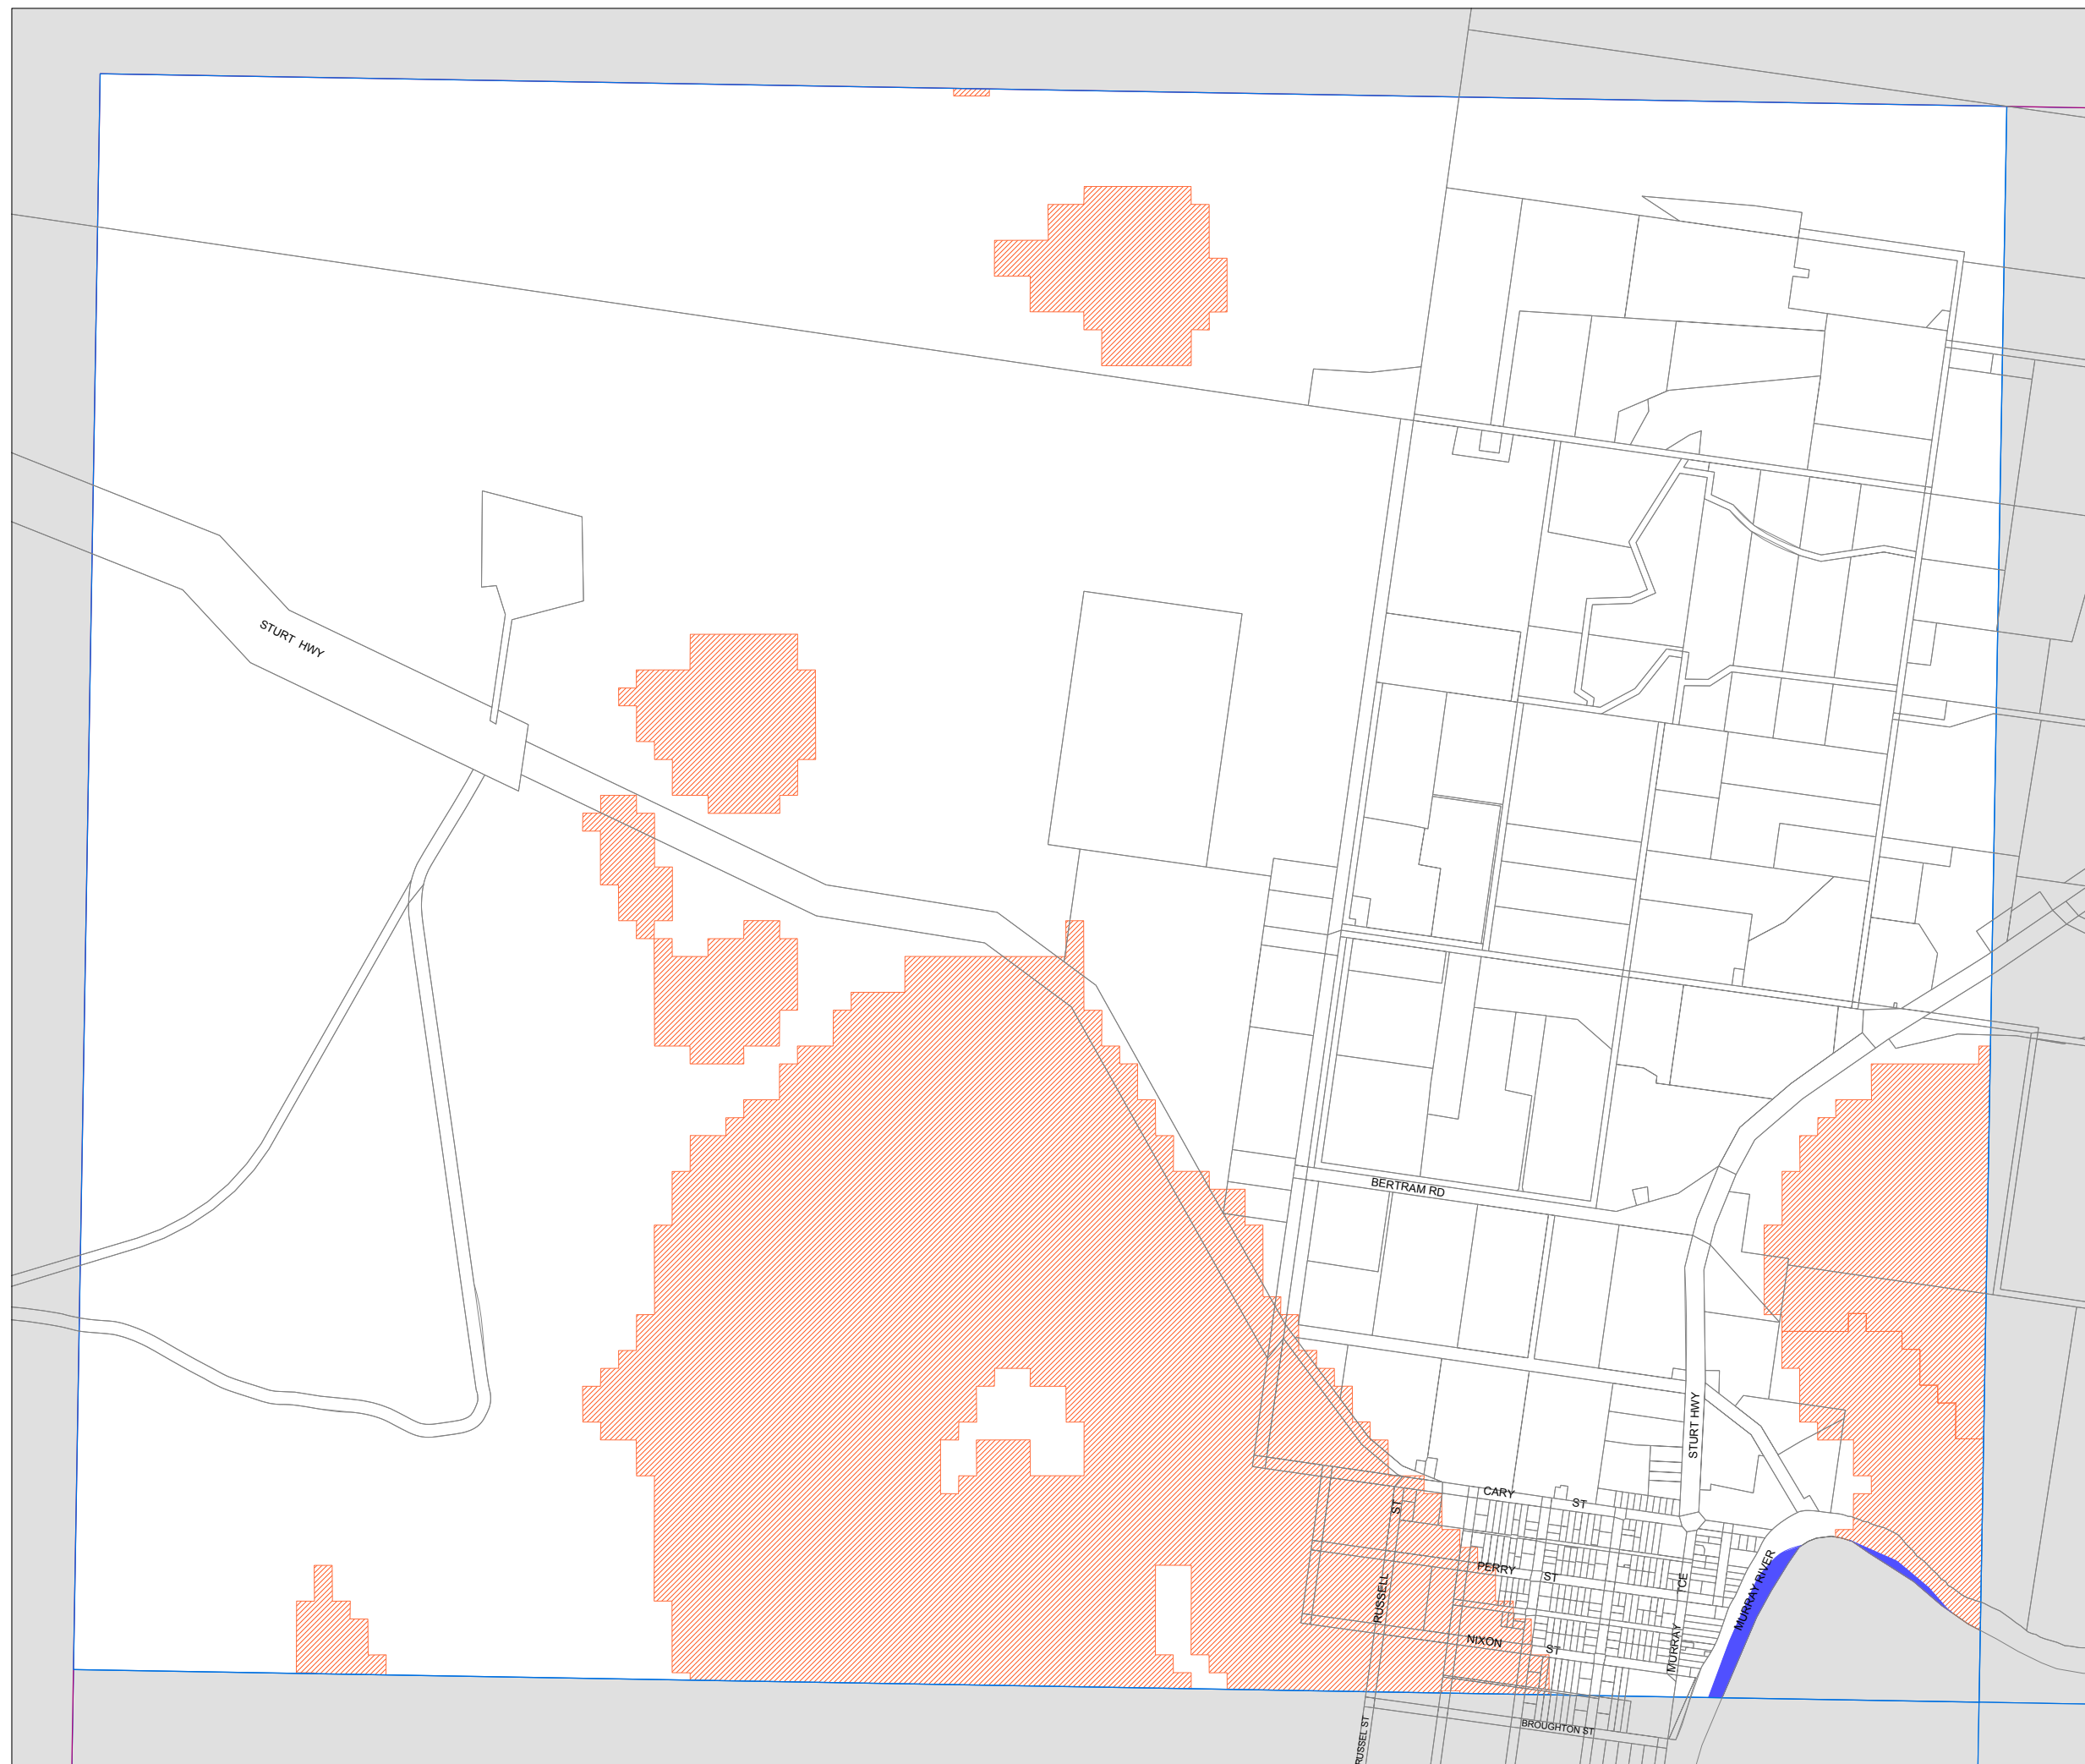 STURT HWY
BERTRAM RD
STURT HWY
CARY ST
ST
PERRY ST
RUSSELL
TCE
MURRAY RIVER
NIXON ST
MURRAY
RUSSEL ST
BROUGHTON ST